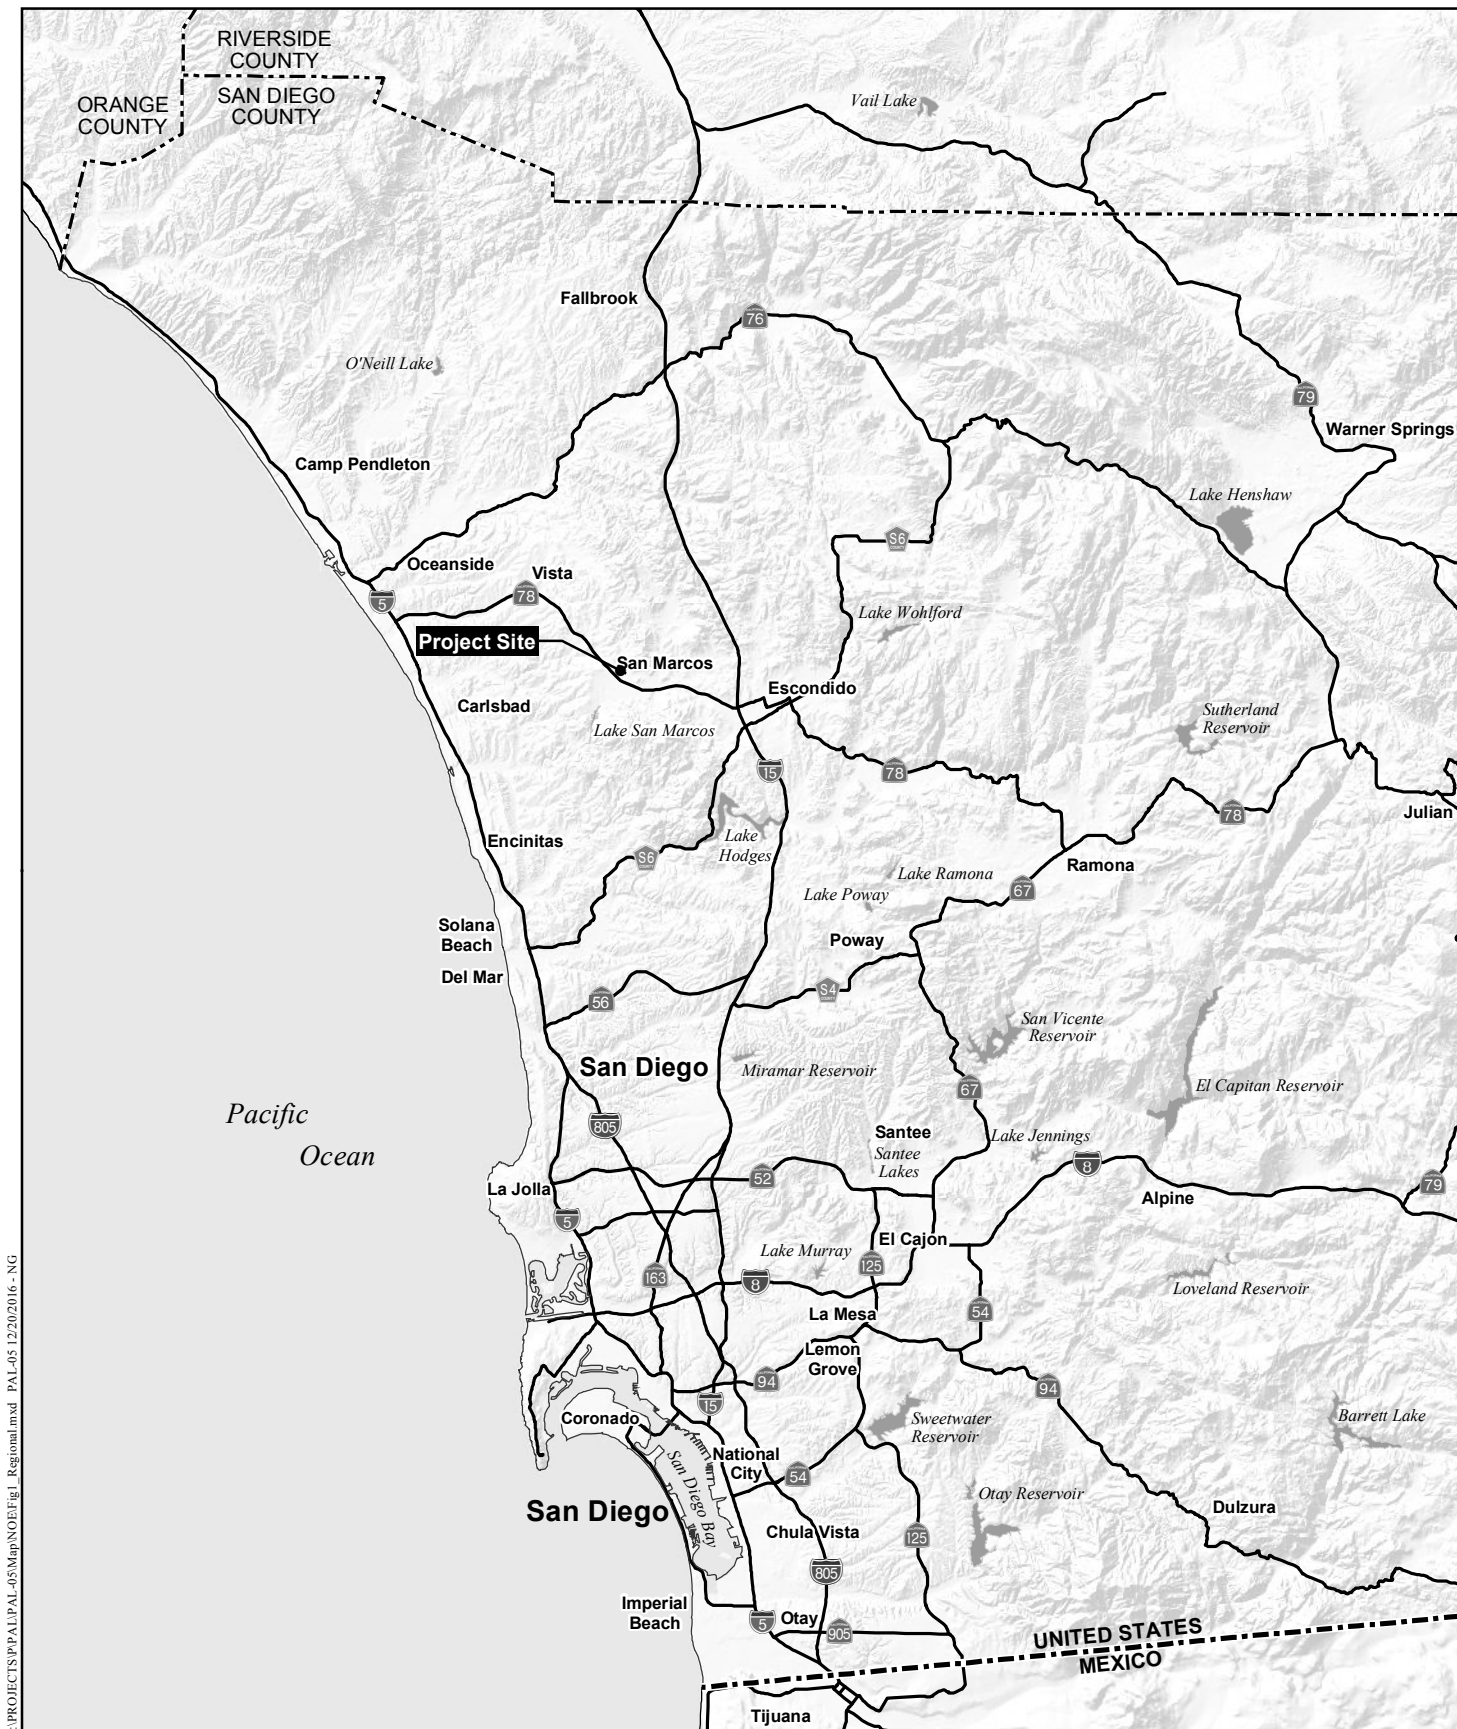 RIVERSIDE
COUNTY
ORANGE
COUNTY
SAN DIEGO
COUNTY
Vail Lake
Fallbrook
76
O'Neill Lake
79
Warner Springs
Camp Pendleton
Lake Henshaw
S6
COUNTY
Oceanside
Vista
78
5
Lake Wohlford
Project Site
San Marcos
Escondido
Carlsbad
Lake San Marcos
Sutherland
Reservoir
15
78
78
Julian
Encinitas
Lake
Hodges
S6
COUNTY
Ramona
Lake Ramona
67
Lake Poway
Solana
Beach
Poway
Del Mar
56
S4
COUNTY
San Vicente
Reservoir
San Diego
Miramar Reservoir
67
El Capitan Reservoir
Pacific
Ocean
805
Santee
Santee
Lakes
Lake Jennings
8
52
La Jolla
Alpine
79
5
El Cajon
Lake Murray
125
163
8
Loveland Reservoir
La Mesa
54
Lemon
Grove
94
94
15
Coronado
Sweetwater
Reservoir
Barrett Lake
National
City
54
San Diego Bay
Otay Reservoir
San Diego
Dulzura
Chula Vista
125
805
Imperial
Beach
5
Otay
905
UNITED STATES
MEXICO
Tijuana
:\PROJECTS\P\PAL\PAL-05\Map\NOE\Fig1_Regional.mxd PAL-05 12/20/2016 - NG